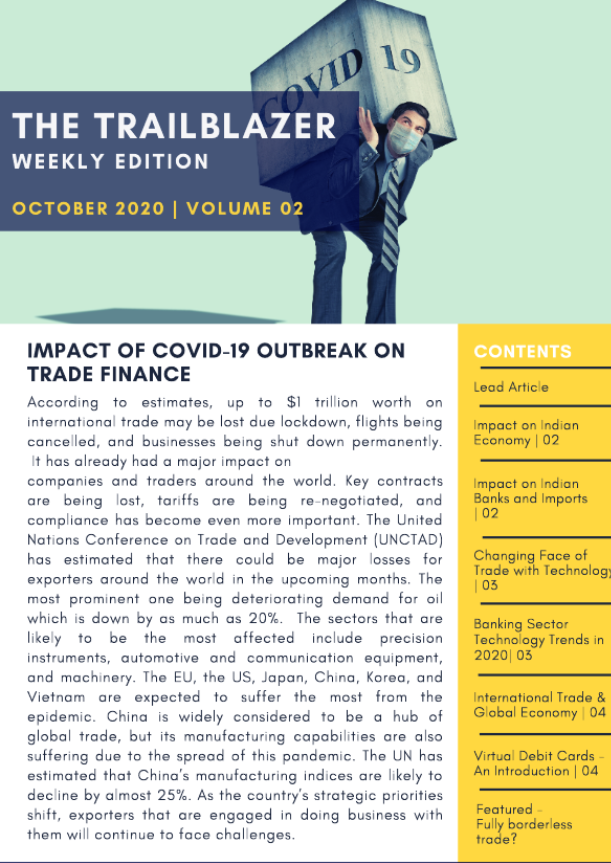 COVID 19
THE TRAILBLAZER
WEEKLY EDITION
OCTOBER 2020 | VOLUME 02
IMPACT OF COVID-19 OUTBREAK ON
TRADE FINANCE
According to estimates, up to $1 trillion worth on
international trade may be lost due lockdown, flights being
cancelled, and businesses being shut down permanently.
It has already had a major impact on
companies and traders around the world. Key contracts
are being lost, tariffs are being re-negotiated, and
compliance has become even more important. The United
Nations Conference on Trade and Development (UNCTAD)
has estimated that there could be major losses for
exporters around the world in the upcoming months. The
most prominent one being deteriorating demand for oil
which is down by as much as 20%. The sectors that are
likely to be the most affected include precision
instruments, automotive and communication equipment,
and machinery. The EU, the US, Japan, China, Korea, and
Vietnam are expected to suffer the most from the
epidemic. China is widely considered to be a hub of
global trade, but its manufacturing capabilities are also
suffering due to the spread of this pandemic. The UN has
estimated that China's manufacturing indices are likely to
decline by almost 25%. As the country's strategic priorities
shift, exporters that are engaged in doing business with
them will continue to face challenges.
CONTENTS
Lead Article
Impact on Indian
Economy | 02
Impact on Indian
Banks and Imports
| 02
Changing Face of
Trade with Technology
| 03
Banking Sector
Technology Trends in
2020| 03
International Trade &
Global Economy | 04
Virtual Debit Cards -
An Introduction | 04
Featured -
Fully borderless
trade?